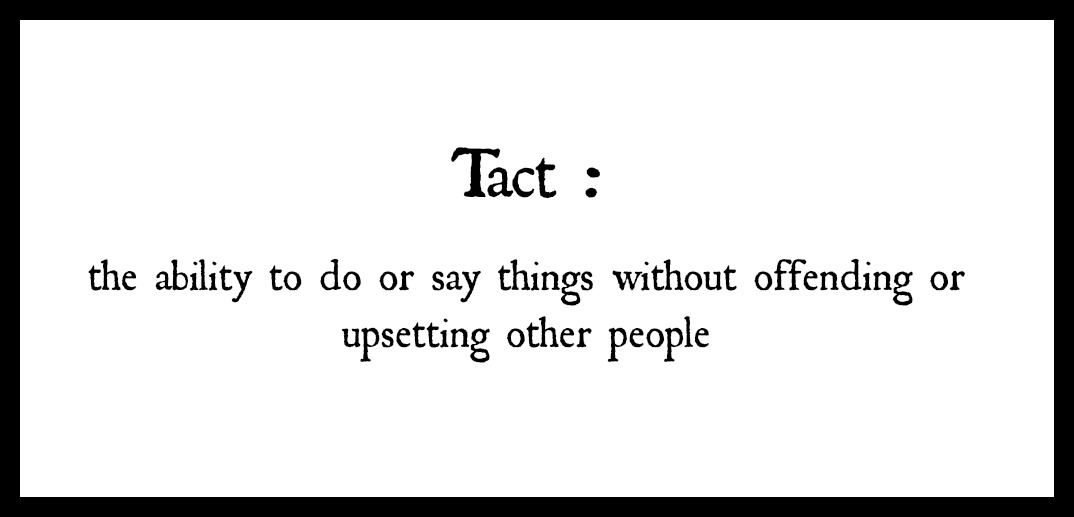 Tact :
the ability to do or say things without offending or
upsetting other people